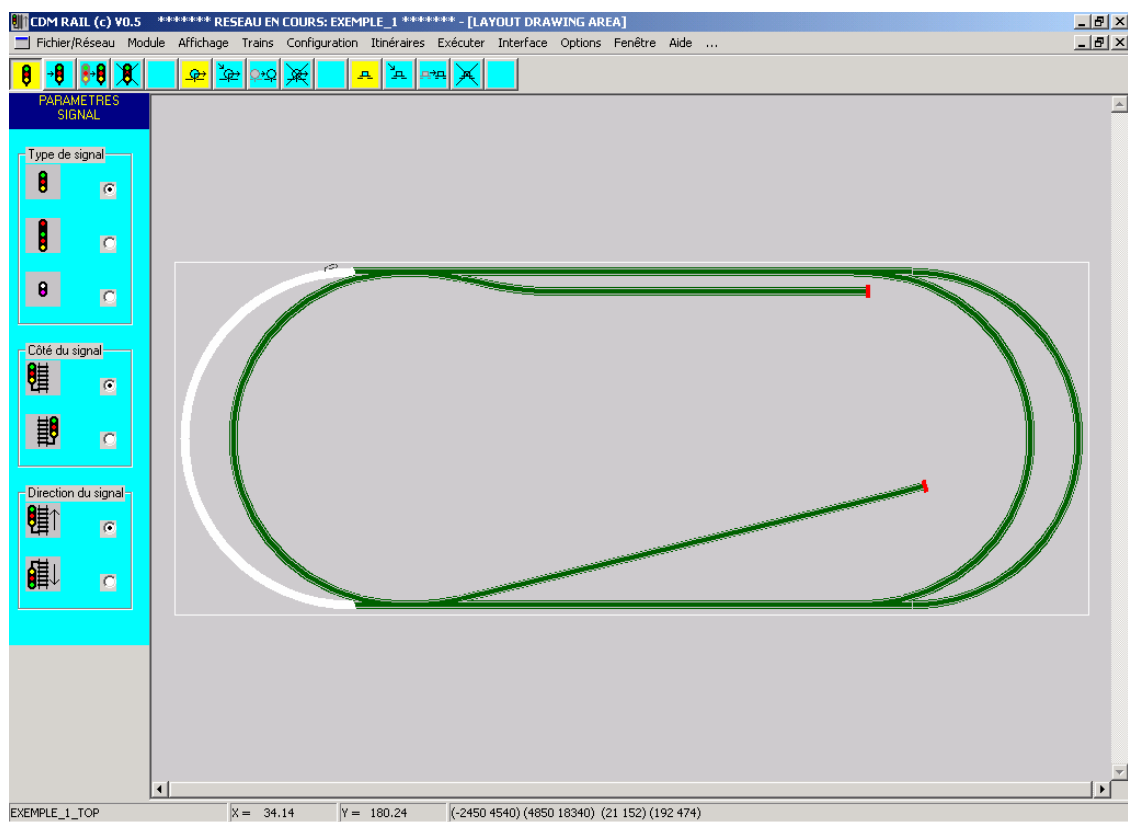 CDM RAIL (c) V0.5 ******* RESEAU EN COURS: EXEMPLE_1 ******* - [LAYOUT DRAWING AREA]
Fichier/Réseau Module Affichage Trains Configuration Itinéraires Exécuter Interface Options Fenêtre Aide ...
PARAMETRES
SIGNAL
Type de signal
Côté du signal
Direction du signal
EXEMPLE_1_TOP X = 34.14 Y = 180.24 (-2450 4540) (4850 18340) (21 152) (192 474)